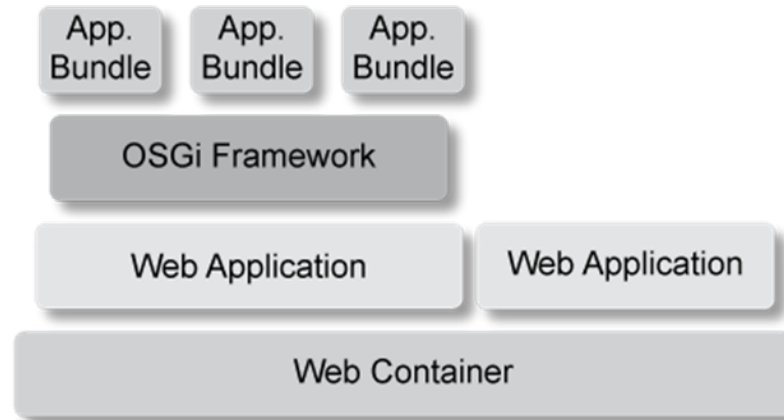 App.
Bundle
App.
Bundle
App.
Bundle
OSGi Framework
Web Application
Web Application
Web Container